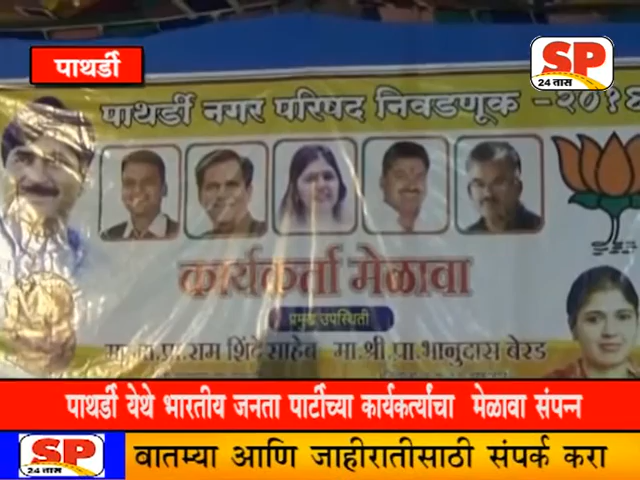 पाथर्डी
SP
24 तास
पाथर्डी नगर परिषद निवडणूक -२०१६
कार्यकर्ता मेळावा
प्रमुख उपस्थिती
मा.ना.प्रा.राम शिंदे साहेब मा.श्री.प्रा.भानुदास बेरड
पाथर्डी येथे भारतीय जनता पार्टीच्या कार्यकर्त्यांचा मेळावा संपन्न
SP
24 तास
वातम्या आणि जाहीरातीसाठी संपर्क करा